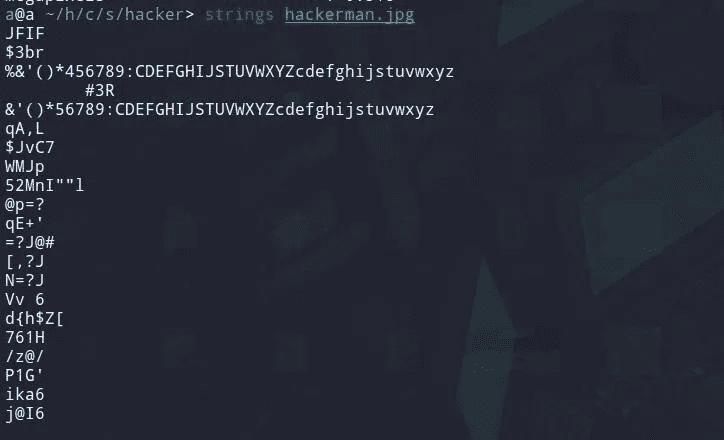 a@a ~/h/c/s/hacker> strings hackerman.jpg
JFIF
$3br
%&'()*456789:CDEFGHIJSTUVWXYZcdefghijstuvwxyz
#3R
&'()*56789:CDEFGHIJSTUVWXYZcdefghijstuvwxyz
qA,L
$JvC7
WMJp
52MnI""l
@p=?
qE+'
=?J@#
[,?J
N=?J
Vv 6
d{h$Z[
761H
/z@/
P1G'
ika6
j@I6